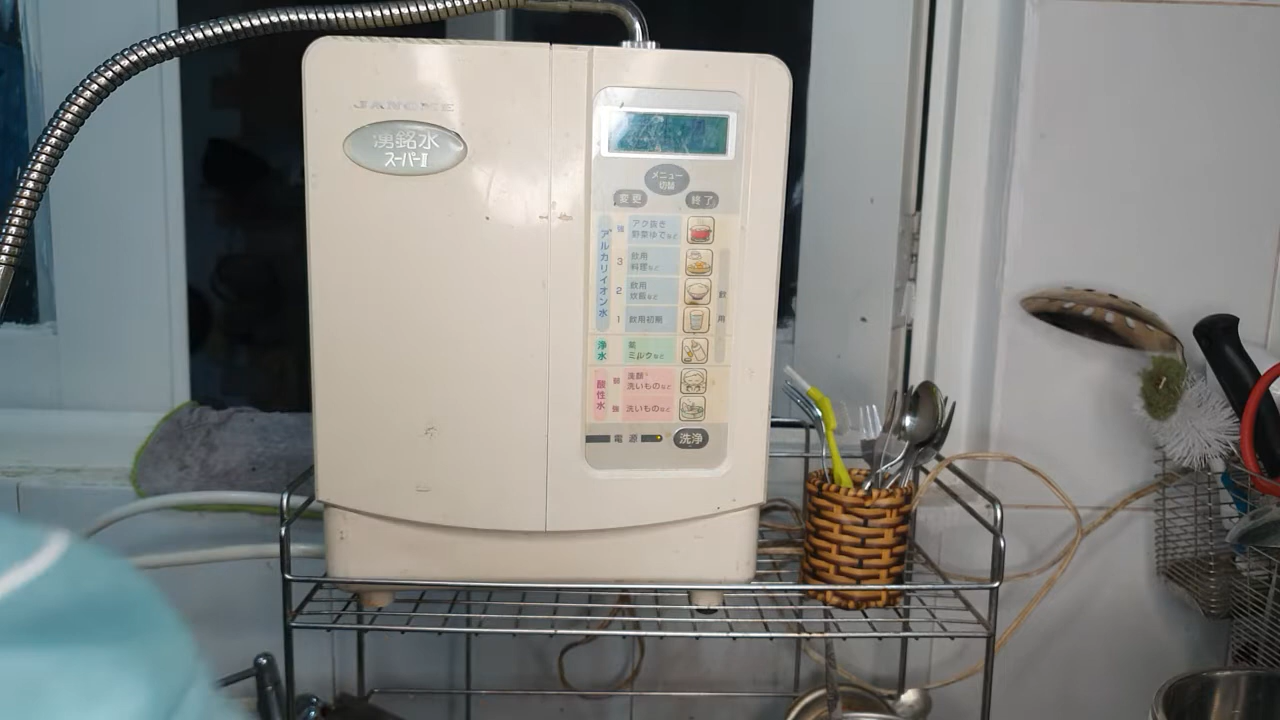 JANOME
湧銘水
スーパーⅡ
メニュー
切替
変更
終了
アルカリイオン水
強
アク抜き
野菜ゆでなど
3
飲用
料理など
2
飲用
炊飯など
1
飲用初期
飲用
浄水
薬
ミルクなど
酸性水
弱
洗顔
洗いものなど
強
洗いものなど
電源
洗浄